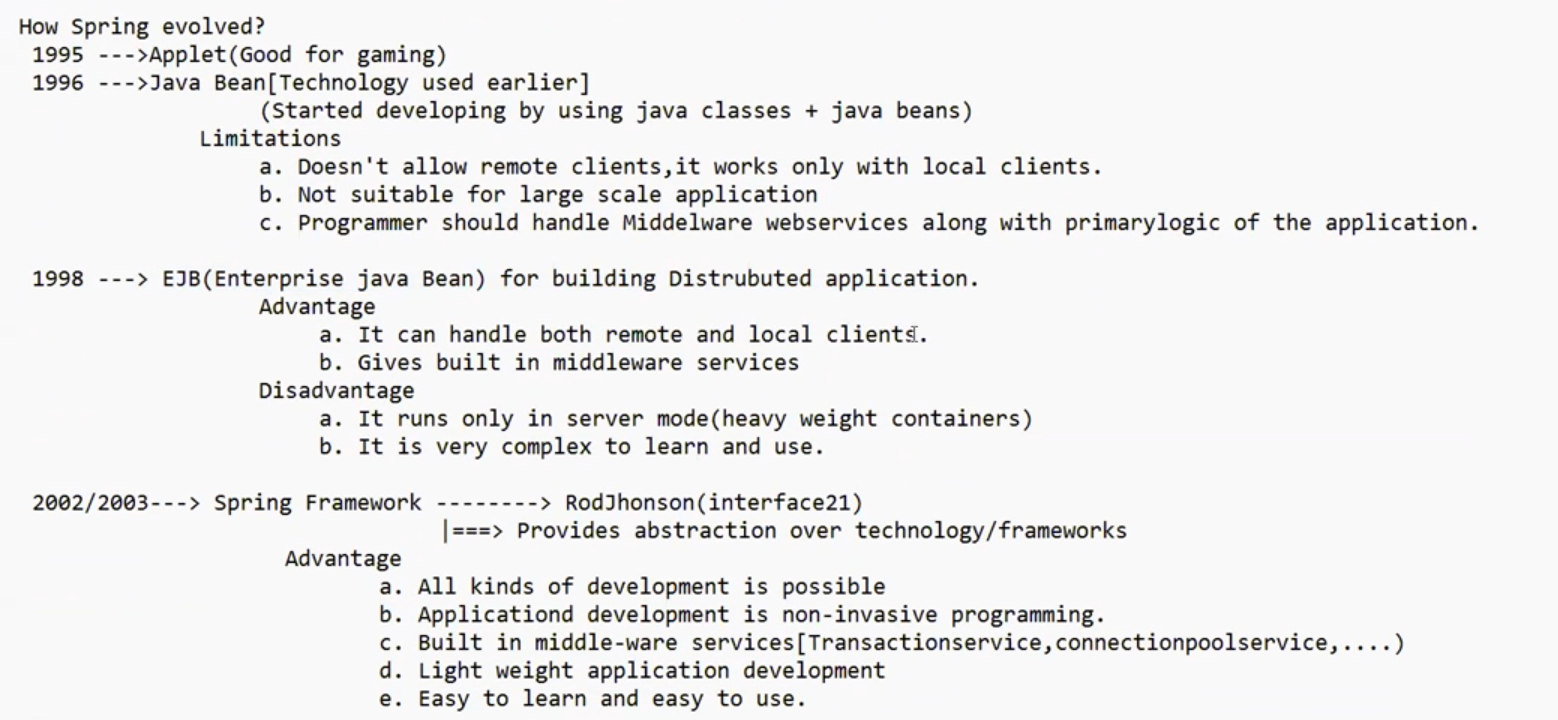 How Spring evolved?
1995 --->Applet(Good for gaming)
1996 --->Java Bean[Technology used earlier]
(Started developing by using java classes + java beans)
Limitations
a. Doesn't allow remote clients,it works only with local clients.
b. Not suitable for large scale application
c. Programmer should handle Middelware webservices along with primarylogic of the application.
1998 ---> EJB(Enterprise java Bean) for building Distrubuted application.
Advantage
a. It can handle both remote and local clients.
b. Gives built in middleware services
Disadvantage
a. It runs only in server mode(heavy weight containers)
b. It is very complex to learn and use.
2002/2003---> Spring Framework --------> RodJhonson(interface21)
|===> Provides abstraction over technology/frameworks
Advantage
a. All kinds of development is possible
b. Applicationd development is non-invasive programming.
c. Built in middle-ware services[Transactionservice,connectionpoolservice,....)
d. Light weight application development
e. Easy to learn and easy to use.